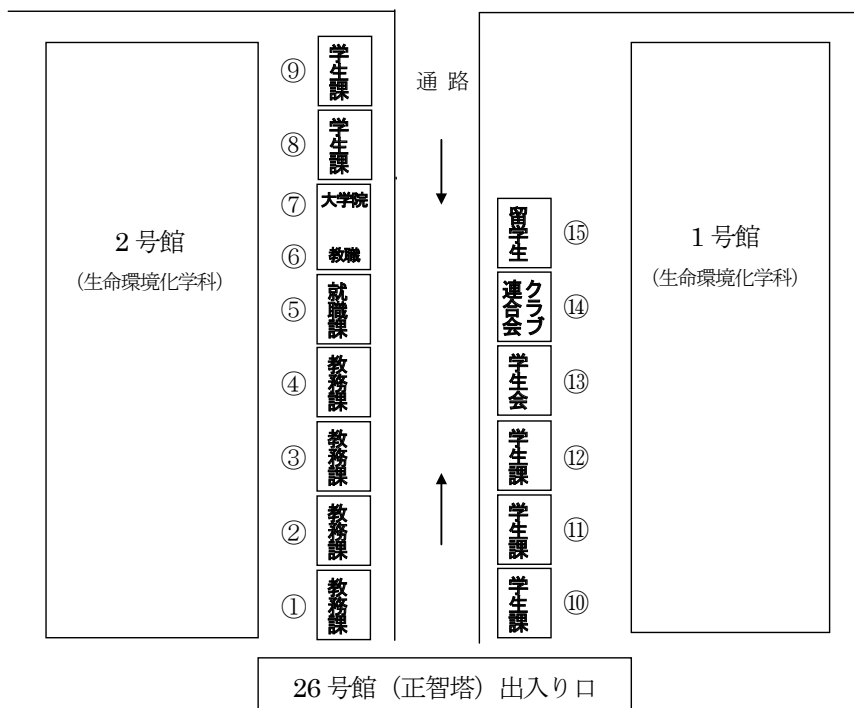 ⑨
学生課
通 路
⑧
学生課
⑦
大学院
⑥
教職
⑤
就職課
④
教務課
③
教務課
②
教務課
①
教務課
2 号館
(生命環境化学科)
留学生
⑮
クラブ
連合会
⑭
学生会
⑬
学生課
⑫
学生課
⑪
学生課
⑩
1 号館
(生命環境化学科)
26 号館（正智塔）出入り口